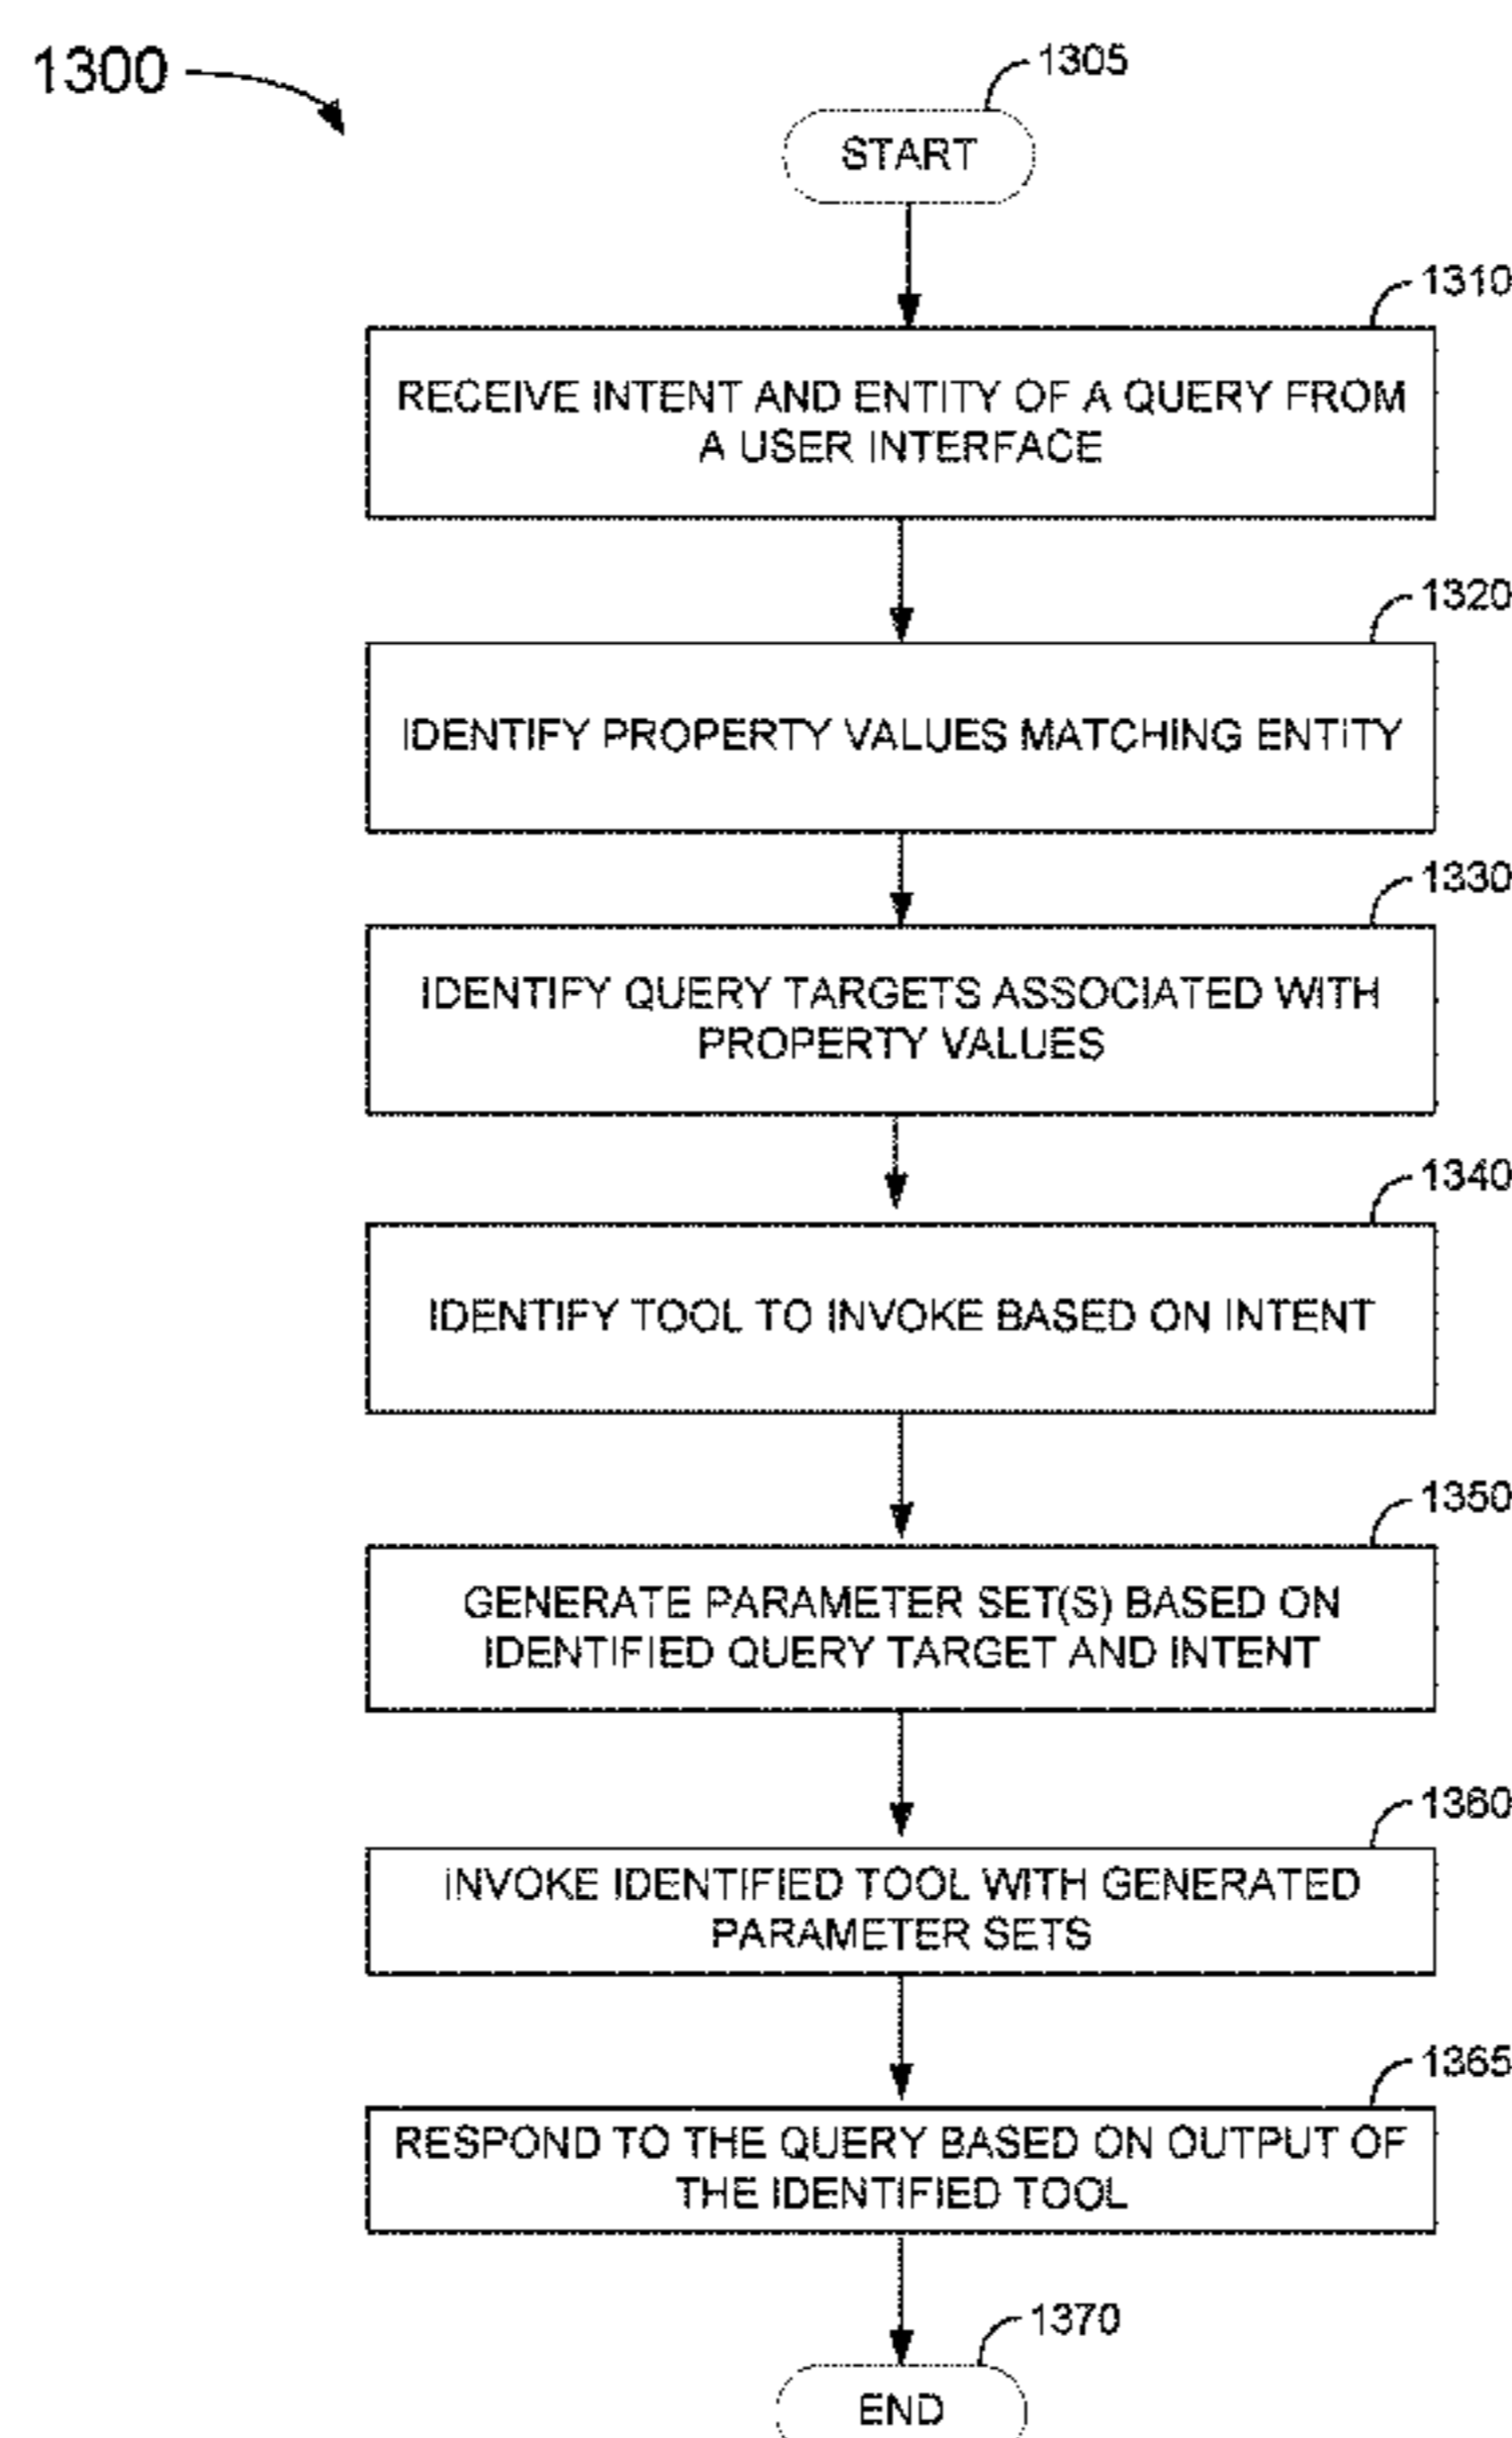 1300
1305
START
1310
RECEIVE INTENT AND ENTITY OF A QUERY FROM
A USER INTERFACE
1320
IDENTIFY PROPERTY VALUES MATCHING ENTITY
1330
IDENTIFY QUERY TARGETS ASSOCIATED WITH
PROPERTY VALUES
1340
IDENTIFY TOOL TO INVOKE BASED ON INTENT
1350
GENERATE PARAMETER SET(S) BASED ON
IDENTIFIED QUERY TARGET AND INTENT
1360
INVOKE IDENTIFIED TOOL WITH GENERATED
PARAMETER SETS
1365
RESPOND TO THE QUERY BASED ON OUTPUT OF
THE IDENTIFIED TOOL
1370
END